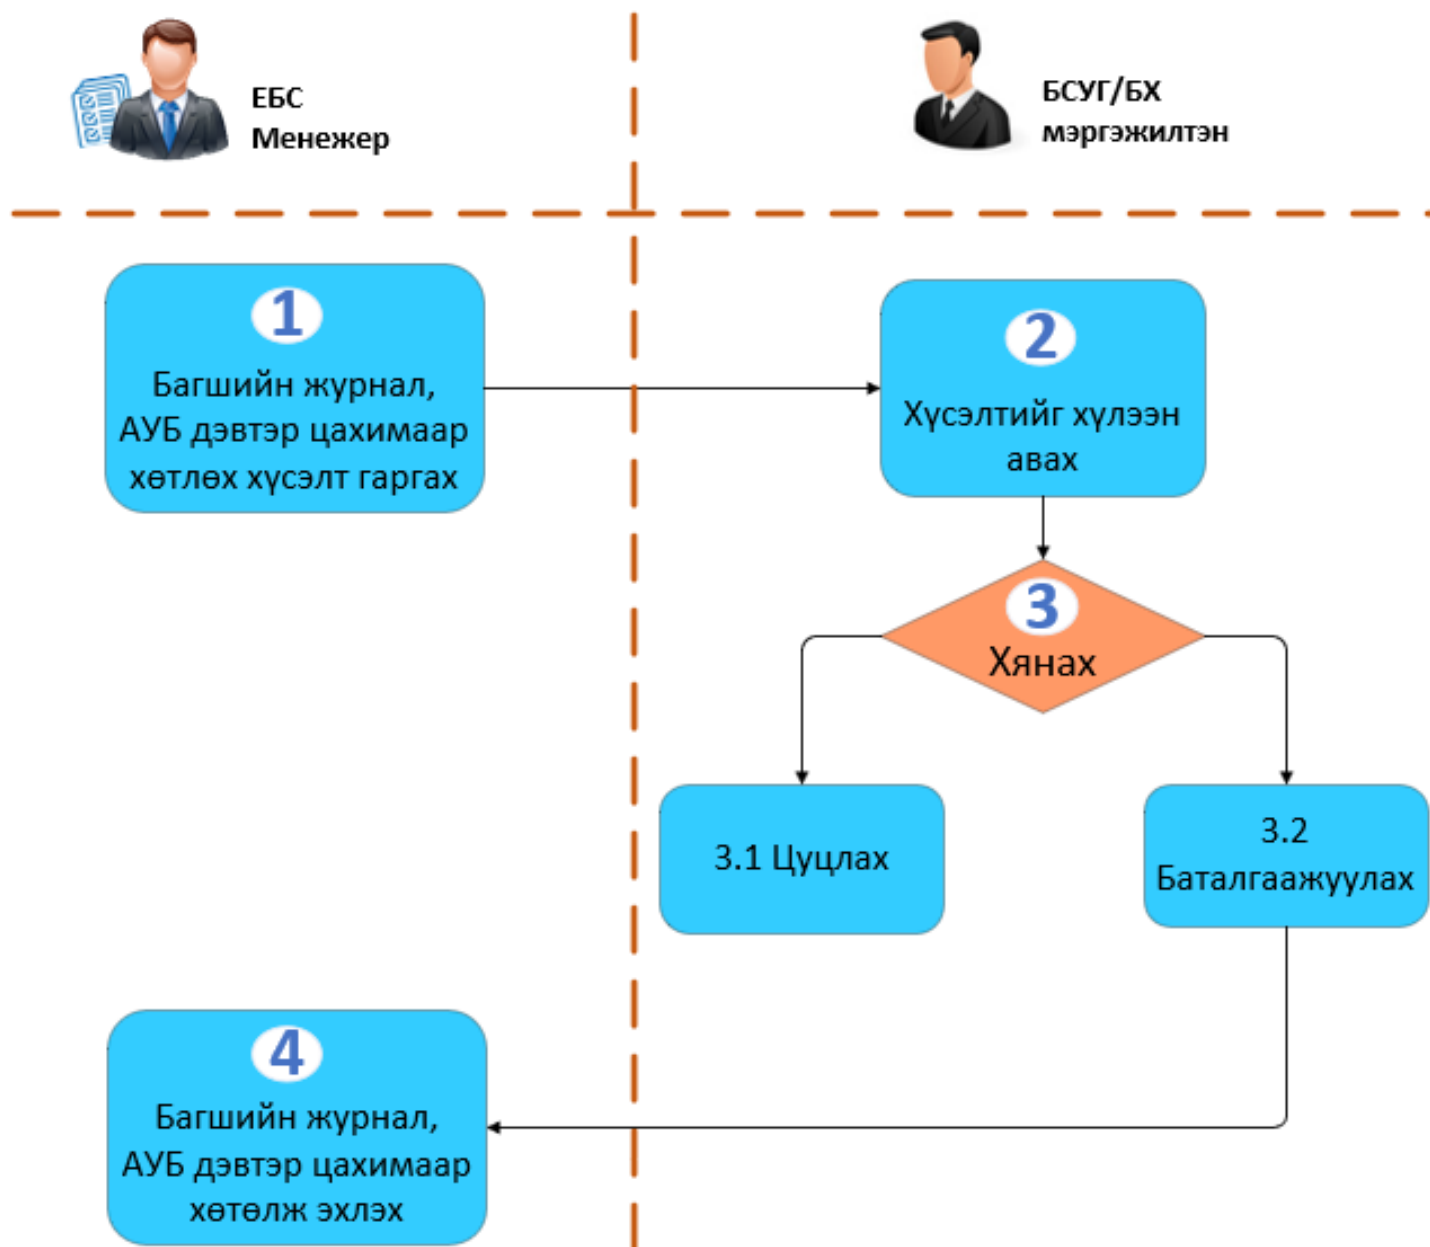 ЕБС
Менежер
БСУГ/БХ
мэргэжилтэн
1
Багшийн журнал,
АУБ дэвтэр цахимаар
хөтлөх хүсэлт гаргах
2
Хүсэлтийг хүлээн
авах
3
Хянах
3.1 Цуцлах
3.2
Баталгаажуулах
4
Багшийн журнал,
АУБ дэвтэр цахимаар
хөтөлж эхлэх